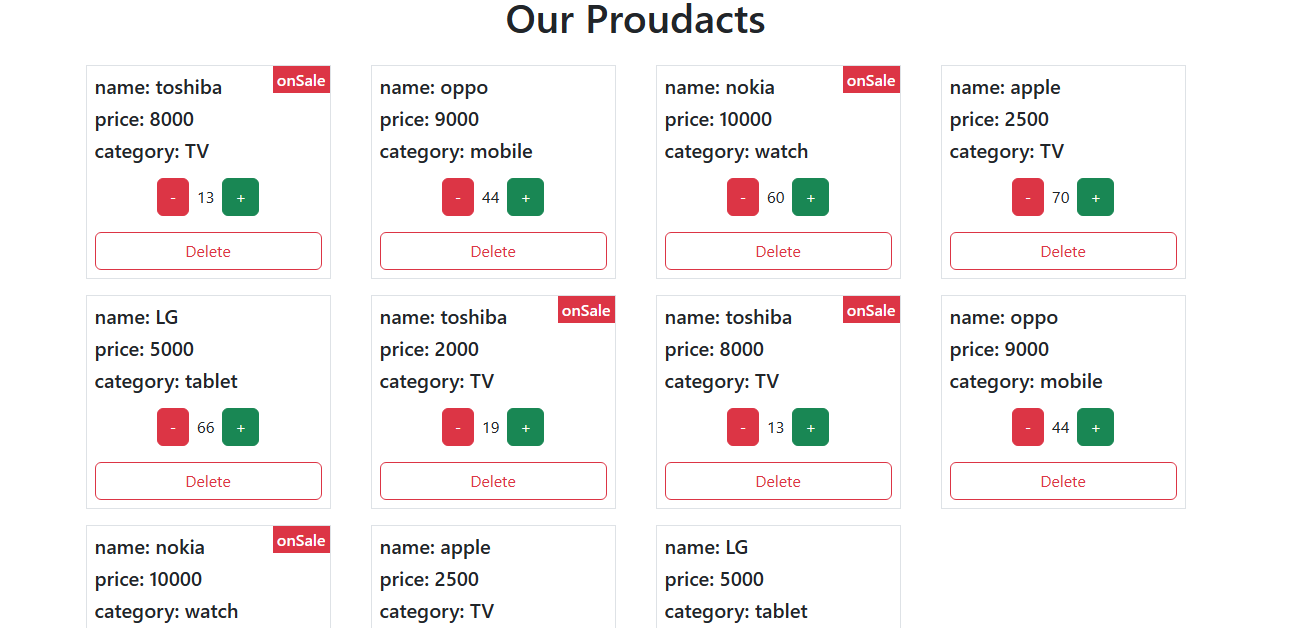 Our Proudacts
name: toshiba
onSale
price: 8000
category: TV
- 13 +
Delete
name: oppo
price: 9000
category: mobile
- 44 +
Delete
name: nokia
onSale
price: 10000
category: watch
- 60 +
Delete
name: apple
price: 2500
category: TV
- 70 +
Delete
name: LG
price: 5000
category: tablet
- 66 +
Delete
name: toshiba
onSale
price: 2000
category: TV
- 19 +
Delete
name: toshiba
onSale
price: 8000
category: TV
- 13 +
Delete
name: oppo
price: 9000
category: mobile
- 44 +
Delete
name: nokia
onSale
price: 10000
category: watch
name: apple
price: 2500
category: TV
name: LG
price: 5000
category: tablet